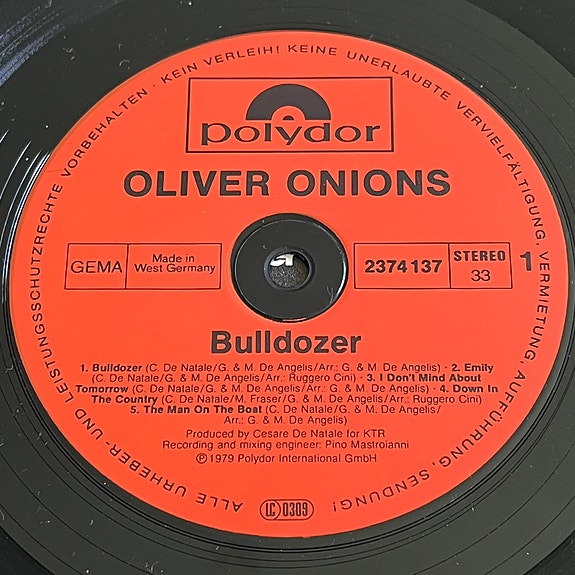 ALLE URHEBER- UND LEISTUNGSSCHUTZRECHTE VORBEHALTEN · KEIN VERLEIH! KEINE UNERLAUBTE VERVIELFÄLTIGUNG, VERMIETUNG, AUFFÜHRUNG, SENDUNG!
polydor
OLIVER ONIONS
GEMA
Made in
West Germany
2374 137
STEREO
33
1
Bulldozer
1. Bulldozer (C. De Natale/G. & M. De Angelis/Arr.: G. & M. De Angelis) · 2. Emily
(C. De Natale/G. & M. De Angelis/Arr.: Ruggero Cini) · 3. I Don't Mind About
Tomorrow (C. De Natale/G. & M. De Angelis/Arr.: G. & M. De Angelis) · 4. Down In
The Country (C. De Natale/M. Fraser/G. & M. De Angelis/Arr.: Ruggero Cini)
5. The Man On The Boat (C. De Natale/G. & M. De Angelis/
Arr.: G. & M. De Angelis)
Produced by Cesare De Natale for KTR
Recording and mixing engineer: Pino Mastroianni
℗ 1979 Polydor International GmbH
LC 0309